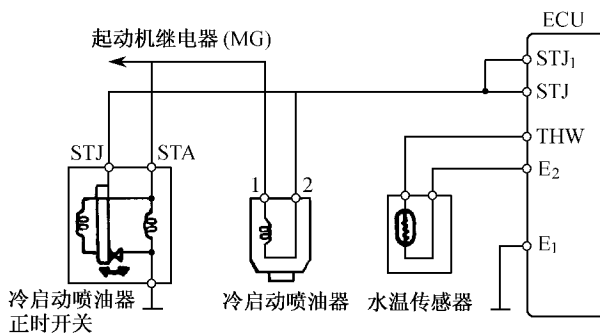 ECU
起动机继电器 (MG)
STJ₁
STJ
THW
E₂
E₁
STJ STA
1 2
冷启动喷油器
正时开关
冷启动喷油器
水温传感器